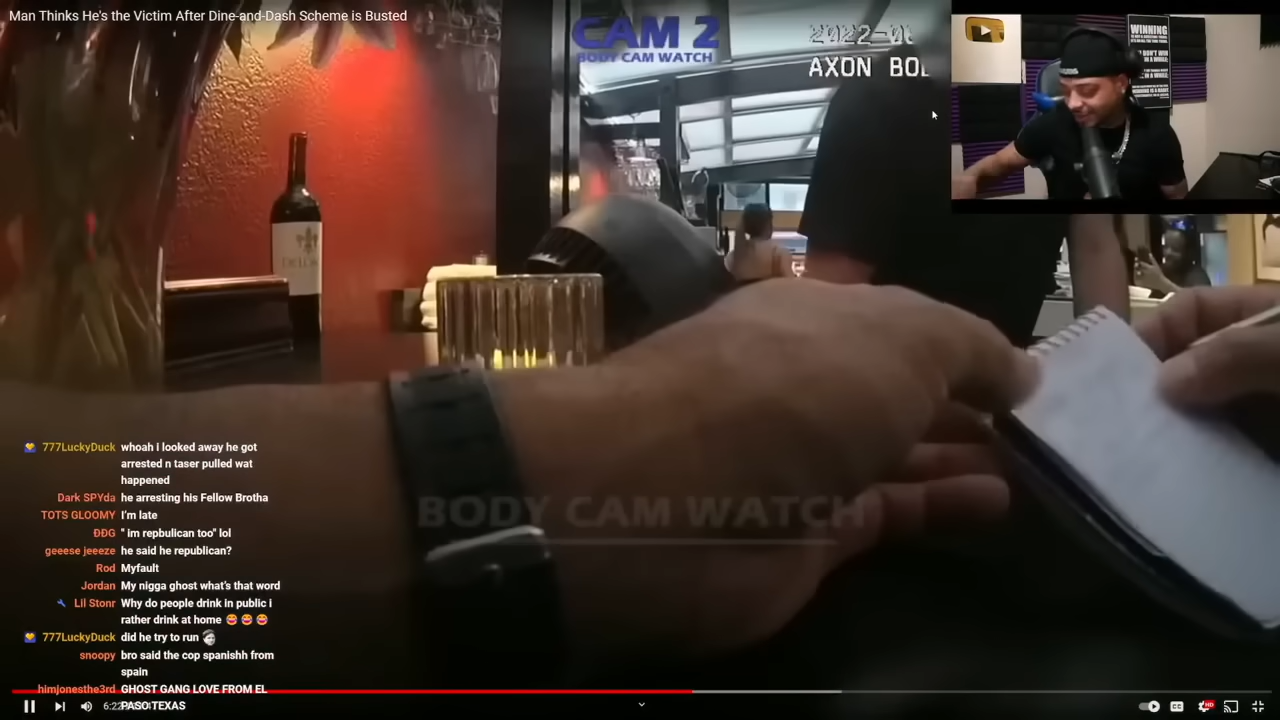 Man Thinks He's the Victim After Dine-and-Dash Scheme is Busted
CAM 2
BODY CAM WATCH
AXON BO
WINNING
BODY CAM WATCH
777LuckyDuck whoah i looked away he got
arrested n taser pulled wat
happened
Dark SPYda he arresting his Fellow Brotha
TOTS GLOOMY I'm late
ĐĐG " im repbulican too" lol
geeese jeeeze he said he republican?
Rod Myfault
Jordan My nigga ghost what's that word
Lil Stonr Why do people drink in public i
rather drink at home
777LuckyDuck did he try to run
snoopy bro said the cop spanishh from
spain
himjonesthe3rd GHOST GANG LOVE FROM EL
PASO TEXAS
6:22
HD